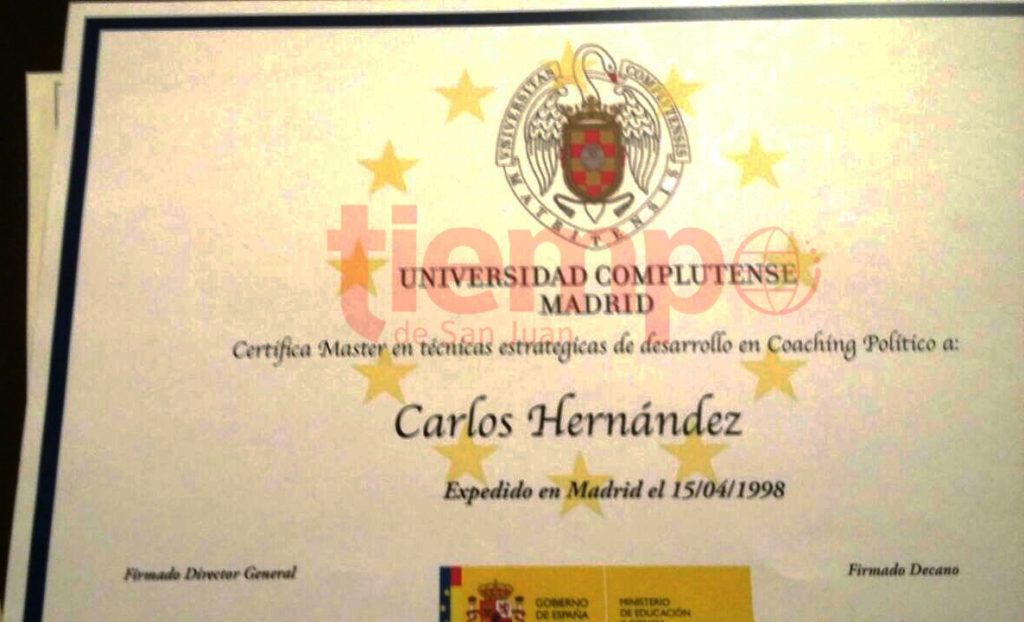 UNIVERSITAS COMPLUTENSIS
MATRITENSIS
tiempo
de San Juan
UNIVERSIDAD COMPLUTENSE
MADRID
Certifica Master en técnicas estrategicas de desarrollo en Coaching Político a:
Carlos Hernández
Expedido en Madrid el 15/04/1998
Firmado Director General
Firmado Decano
GOBIERNO
DE ESPAÑA
MINISTERIO
DE EDUCACIÓN